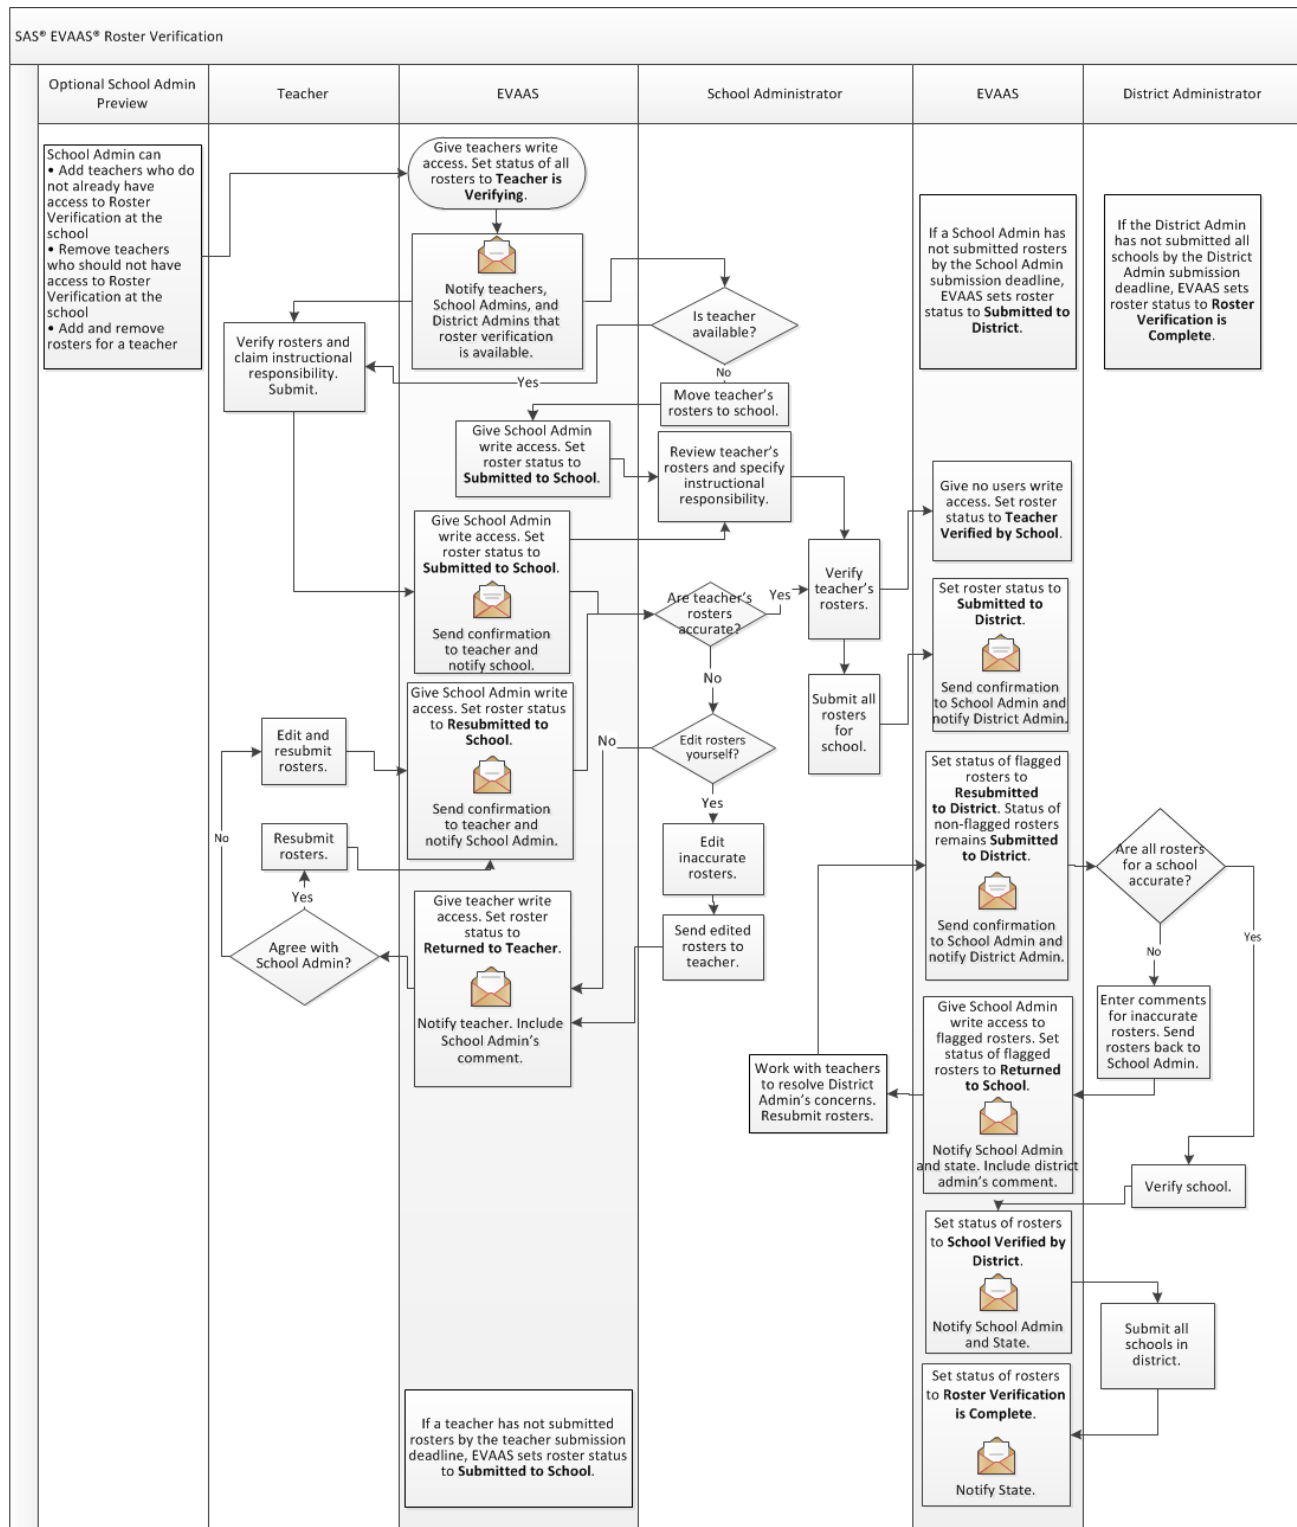 SAS® EVAAS® Roster Verification
Optional School Admin
Preview
Teacher
EVAAS
School Administrator
EVAAS
District Administrator
School Admin can
• Add teachers who do
not already have
access to Roster
Verification at the
school
• Remove teachers
who should not have
access to Roster
Verification at the
school
• Add and remove
rosters for a teacher
Give teachers write
access. Set status of all
rosters to Teacher is
Verifying.
Notify teachers,
School Admins, and
District Admins that
roster verification
is available.
Is teacher
available?
If a School Admin has
not submitted rosters
by the School Admin
submission deadline,
EVAAS sets roster
status to Submitted to
District.
If the District Admin
has not submitted all
schools by the District
Admin submission
deadline, EVAAS sets
roster status to Roster
Verification is
Complete.
Verify rosters and
claim instructional
responsibility.
Submit.
Yes
No
Move teacher's
rosters to school.
Give School Admin
write access. Set
roster status to
Submitted to School.
Review teacher's
rosters and specify
instructional
responsibility.
Give no users write
access. Set roster
status to Teacher
Verified by School.
Give School Admin
write access. Set
roster status to
Submitted to School.
Send confirmation
to teacher and
notify school.
Are teacher's
rosters
accurate?
Yes
Verify
teacher's
rosters.
Set roster status to
Submitted to
District.
Send confirmation
to School Admin and
notify District Admin.
No
Submit all
rosters
for
school.
Give School Admin write
access. Set roster status
to Resubmitted to
School.
Send confirmation
to teacher and
notify School Admin.
Edit and
resubmit
rosters.
No
Edit rosters
yourself?
Yes
Set status of flagged
rosters to
Resubmitted
to District. Status of
non-flagged rosters
remains Submitted
to District.
Send confirmation
to School Admin and
notify District Admin.
Are all rosters
for a school
accurate?
No
Resubmit
rosters.
Yes
Edit
inaccurate
rosters.
Give teacher write
access. Set roster
status to
Returned to Teacher.
Notify teacher. Include
School Admin's
comment.
Agree with
School Admin?
Send edited
rosters to
teacher.
Yes
No
Enter comments
for inaccurate
rosters. Send
rosters back to
School Admin.
Give School Admin
write access to
flagged rosters. Set
status of flagged
rosters to Returned
to School.
Notify School Admin
and state. Include district
admin's comment.
Work with teachers
to resolve District
Admin's concerns.
Resubmit rosters.
Verify school.
Set status of rosters
to School Verified by
District.
Notify School Admin
and State.
Submit all
schools in
district.
Set status of rosters
to Roster Verification
is Complete.
Notify State.
If a teacher has not submitted
rosters by the teacher submission
deadline, EVAAS sets roster status
to Submitted to School.